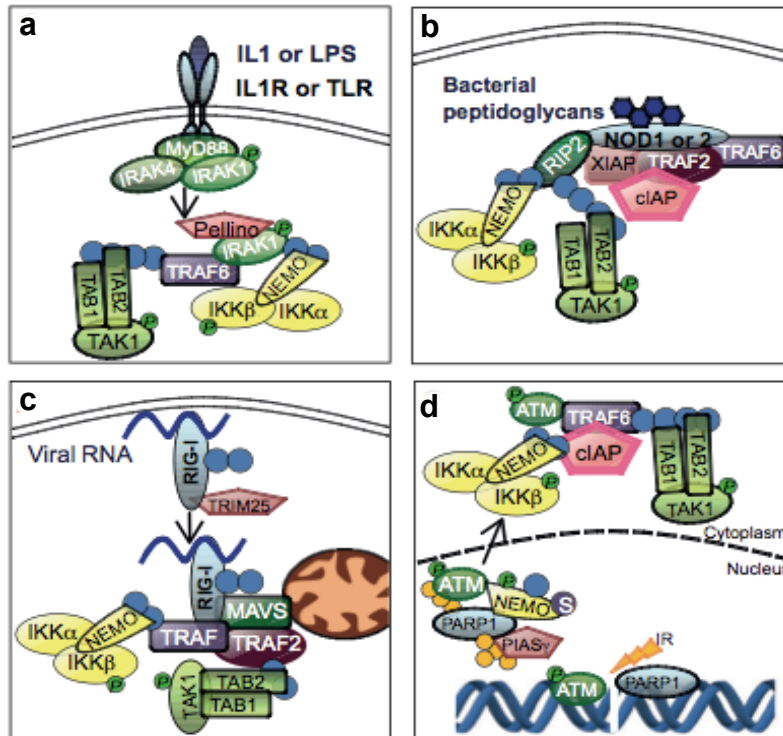 a
IL1 or LPS
IL1R or TLR
MyD88
IRAK4
IRAK1
P
Pellino
P
IRAK1
TRAF6
NEMO
TAB1
TAB2
IKKβ
IKKα
P
P
TAK1
b
Bacterial
peptidoglycans
NOD1 or 2
RIP2
XIAP
TRAF2
TRAF6
cIAP
NEMO
IKKα
P
IKKβ
TAB1
TAB2
P
TAK1
c
Viral RNA
RIG-I
TRIM25
RIG-I
MAVS
IKKα
NEMO
TRAF
TRAF2
IKKβ
P
P
TAK1
TAB2
TAB1
d
P
ATM
TRAF6
cIAP
IKKα
NEMO
P
IKKβ
TAB1
TAB2
P
TAK1
Cytoplasm
Nucleus
P
ATM
P
NEMO
S
PARP1
PIASγ
IR
P
ATM
PARP1